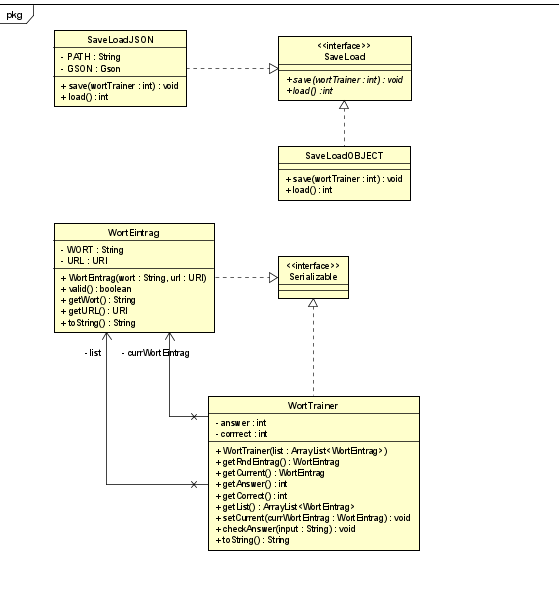 pkg
SaveLoadJSON
- PATH : String
- GSON : Gson
+ save(wortTrainer : int) : void
+ load() : int
<<interface>>
SaveLoad
+ save(wortTrainer : int) : void
+ load() : int
SaveLoadOBJECT
+ save(wortTrainer : int) : void
+ load() : int
WortEintrag
- WORT : String
- URL : URI
+ WortEintrag(wort : String, url : URI)
+ valid() : boolean
+ getWort() : String
+ getURL() : URI
+ toString() : String
<<interface>>
Serializable
- list
- currWortEintrag
WortTrainer
- answer : int
- corrrect : int
+ WortTrainer(list : ArrayList<WortEintrag>)
+ getRndEintrag() : WortEintrag
+ getCurrent() : WortEintrag
+ getAnswer() : int
+ getCorrect() : int
+ getList() : ArrayList<WortEintrag>
+ setCurrent(currWortEintrag : WortEintrag) : void
+ checkAnswer(input : String) : void
+ toString() : String